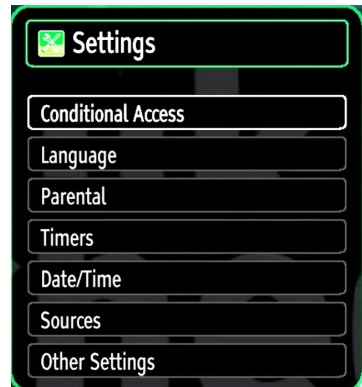 Settings
Conditional Access
Language
Parental
Timers
Date/Time
Sources
Other Settings